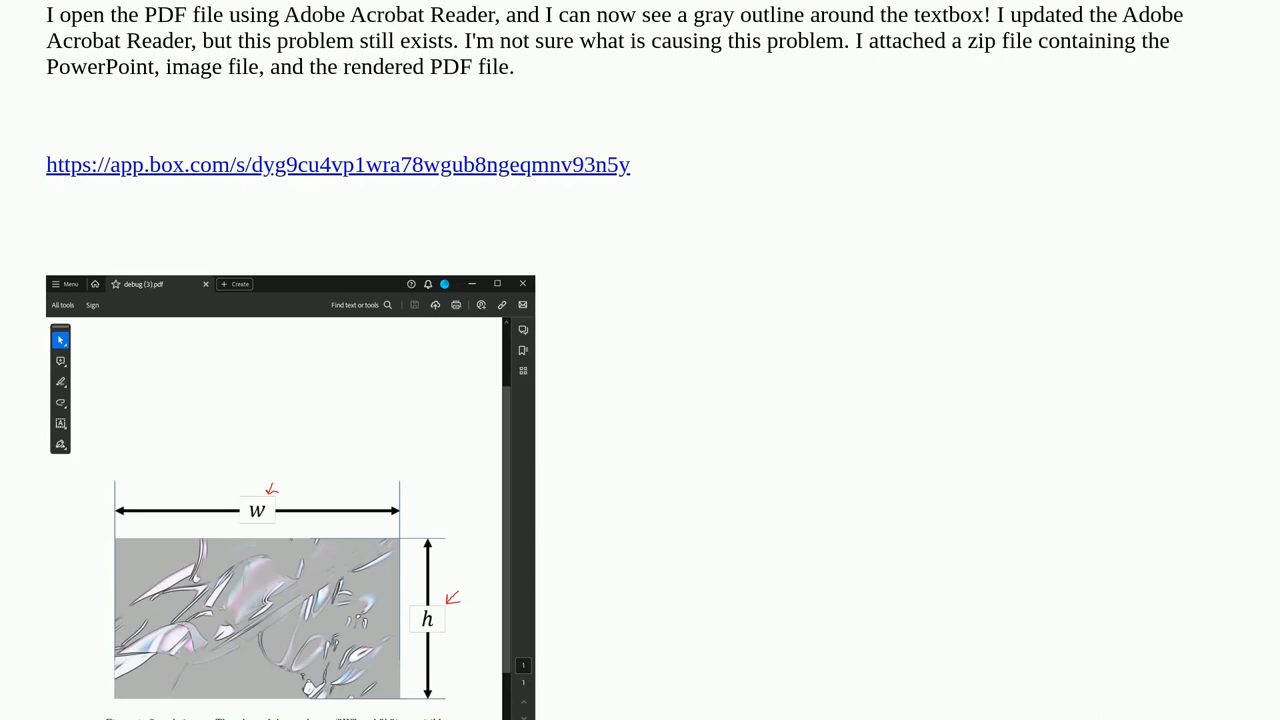 I open the PDF file using Adobe Acrobat Reader, and I can now see a gray outline around the textbox! I updated the Adobe
Acrobat Reader, but this problem still exists. I'm not sure what is causing this problem. I attached a zip file containing the
PowerPoint, image file, and the rendered PDF file.
https://app.box.com/s/dyg9cu4vp1wra78wgub8ngeqmnv93n5y
Menu debug (3).pdf Create
All tools Sign Find text or tools
w
h
1
1